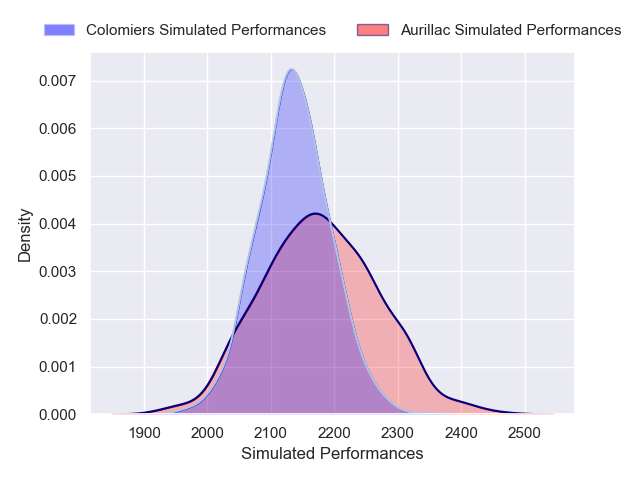 Colomiers Simulated Performances
Aurillac Simulated Performances
0.007
0.006
0.005
0.004
0.003
0.002
0.001
0.000
Density
1900 2000 2100 2200 2300 2400 2500
Simulated Performances